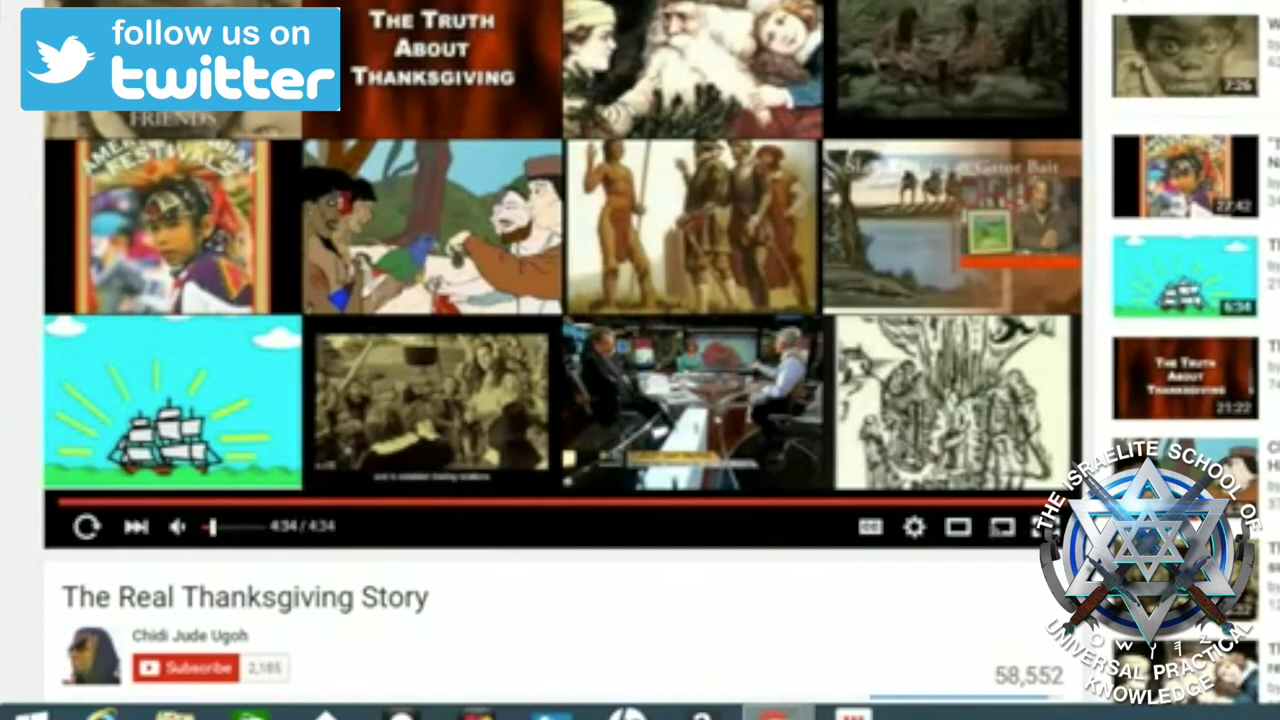 follow us on
twitter
THE TRUTH
ABOUT
THANKSGIVING
FRIENDS
7:26
27:42
6:34
THE TRUTH
ABOUT
THANKSGIVING
21:22
4:34 / 4:34
The Real Thanksgiving Story
Chidi Jude Ugoh
Subscribe 2,185
58,552
THE ISRAELITE SCHOOL OF
UNIVERSAL PRACTICAL
KNOWLEDGE